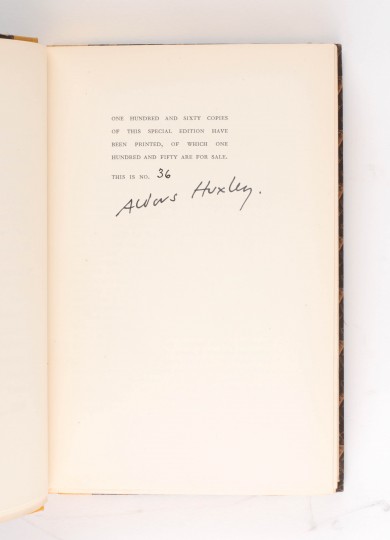 ONE HUNDRED AND SIXTY COPIES
OF THIS SPECIAL EDITION HAVE
BEEN PRINTED, OF WHICH ONE
HUNDRED AND FIFTY ARE FOR SALE.
THIS IS NO. 36
Aldous Huxley.